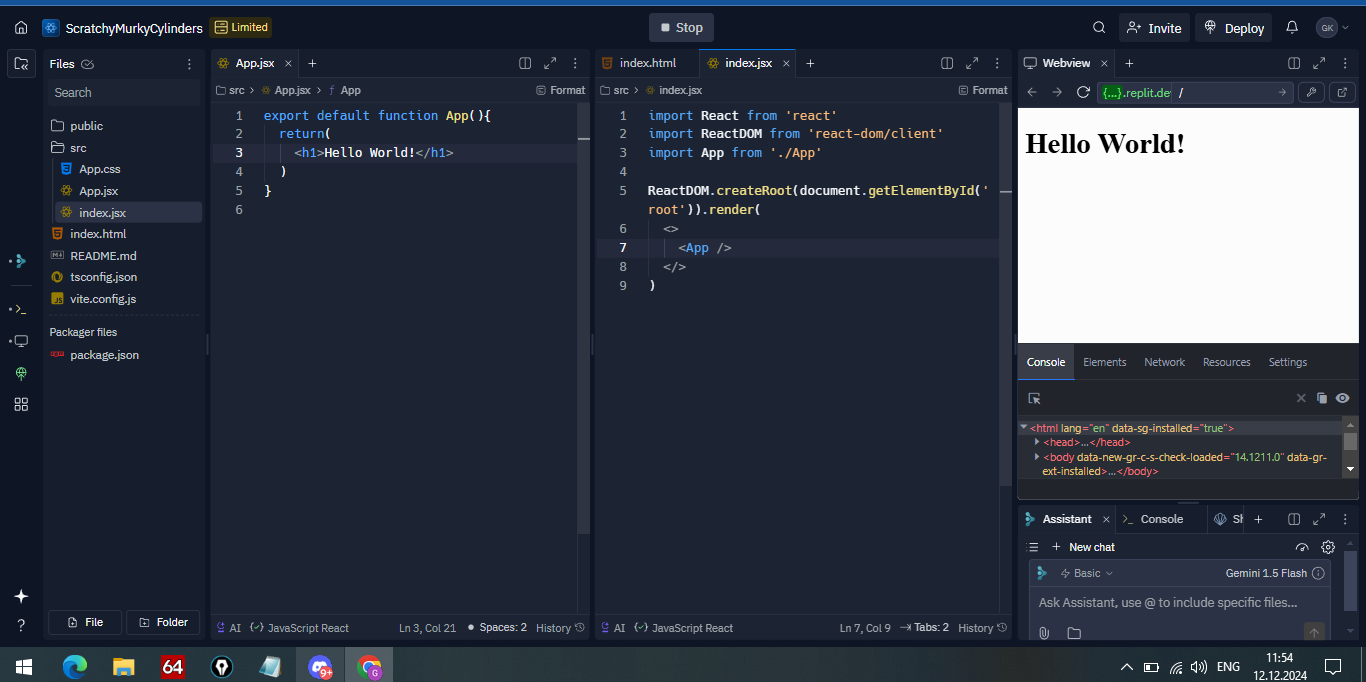 ScratchyMurkyCylinders
Limited
Stop
Invite
Deploy
GK
Files
Search
public
src
App.css
App.jsx
index.jsx
index.html
README.md
tsconfig.json
vite.config.js
Packager files
package.json
File
Folder
App.jsx
src > App.jsx > f App
Format
1 export default function App(){
2 return(
3 <h1>Hello World!</h1>
4 )
5 }
6
AI
JavaScript React
Ln 3, Col 21
Spaces: 2
History
index.html
index.jsx
src > index.jsx
Format
1 import React from 'react'
2 import ReactDOM from 'react-dom/client'
3 import App from './App'
4
5 ReactDOM.createRoot(document.getElementById('
root')).render(
6 <>
7 <App />
8 </>
9 )
AI
JavaScript React
Ln 7, Col 9
Tabs: 2
History
Webview
{...}.replit.de
/
Hello World!
Console Elements Network Resources Settings
<html lang="en" data-sg-installed="true">
<head>...</head>
<body data-new-gr-c-s-check-loaded="14.1211.0" data-gr-
ext-installed>...</body>
Assistant
Console
Sh
New chat
Basic
Gemini 1.5 Flash
Ask Assistant, use @ to include specific files...
64
9+
G
ENG
11:54
12.12.2024